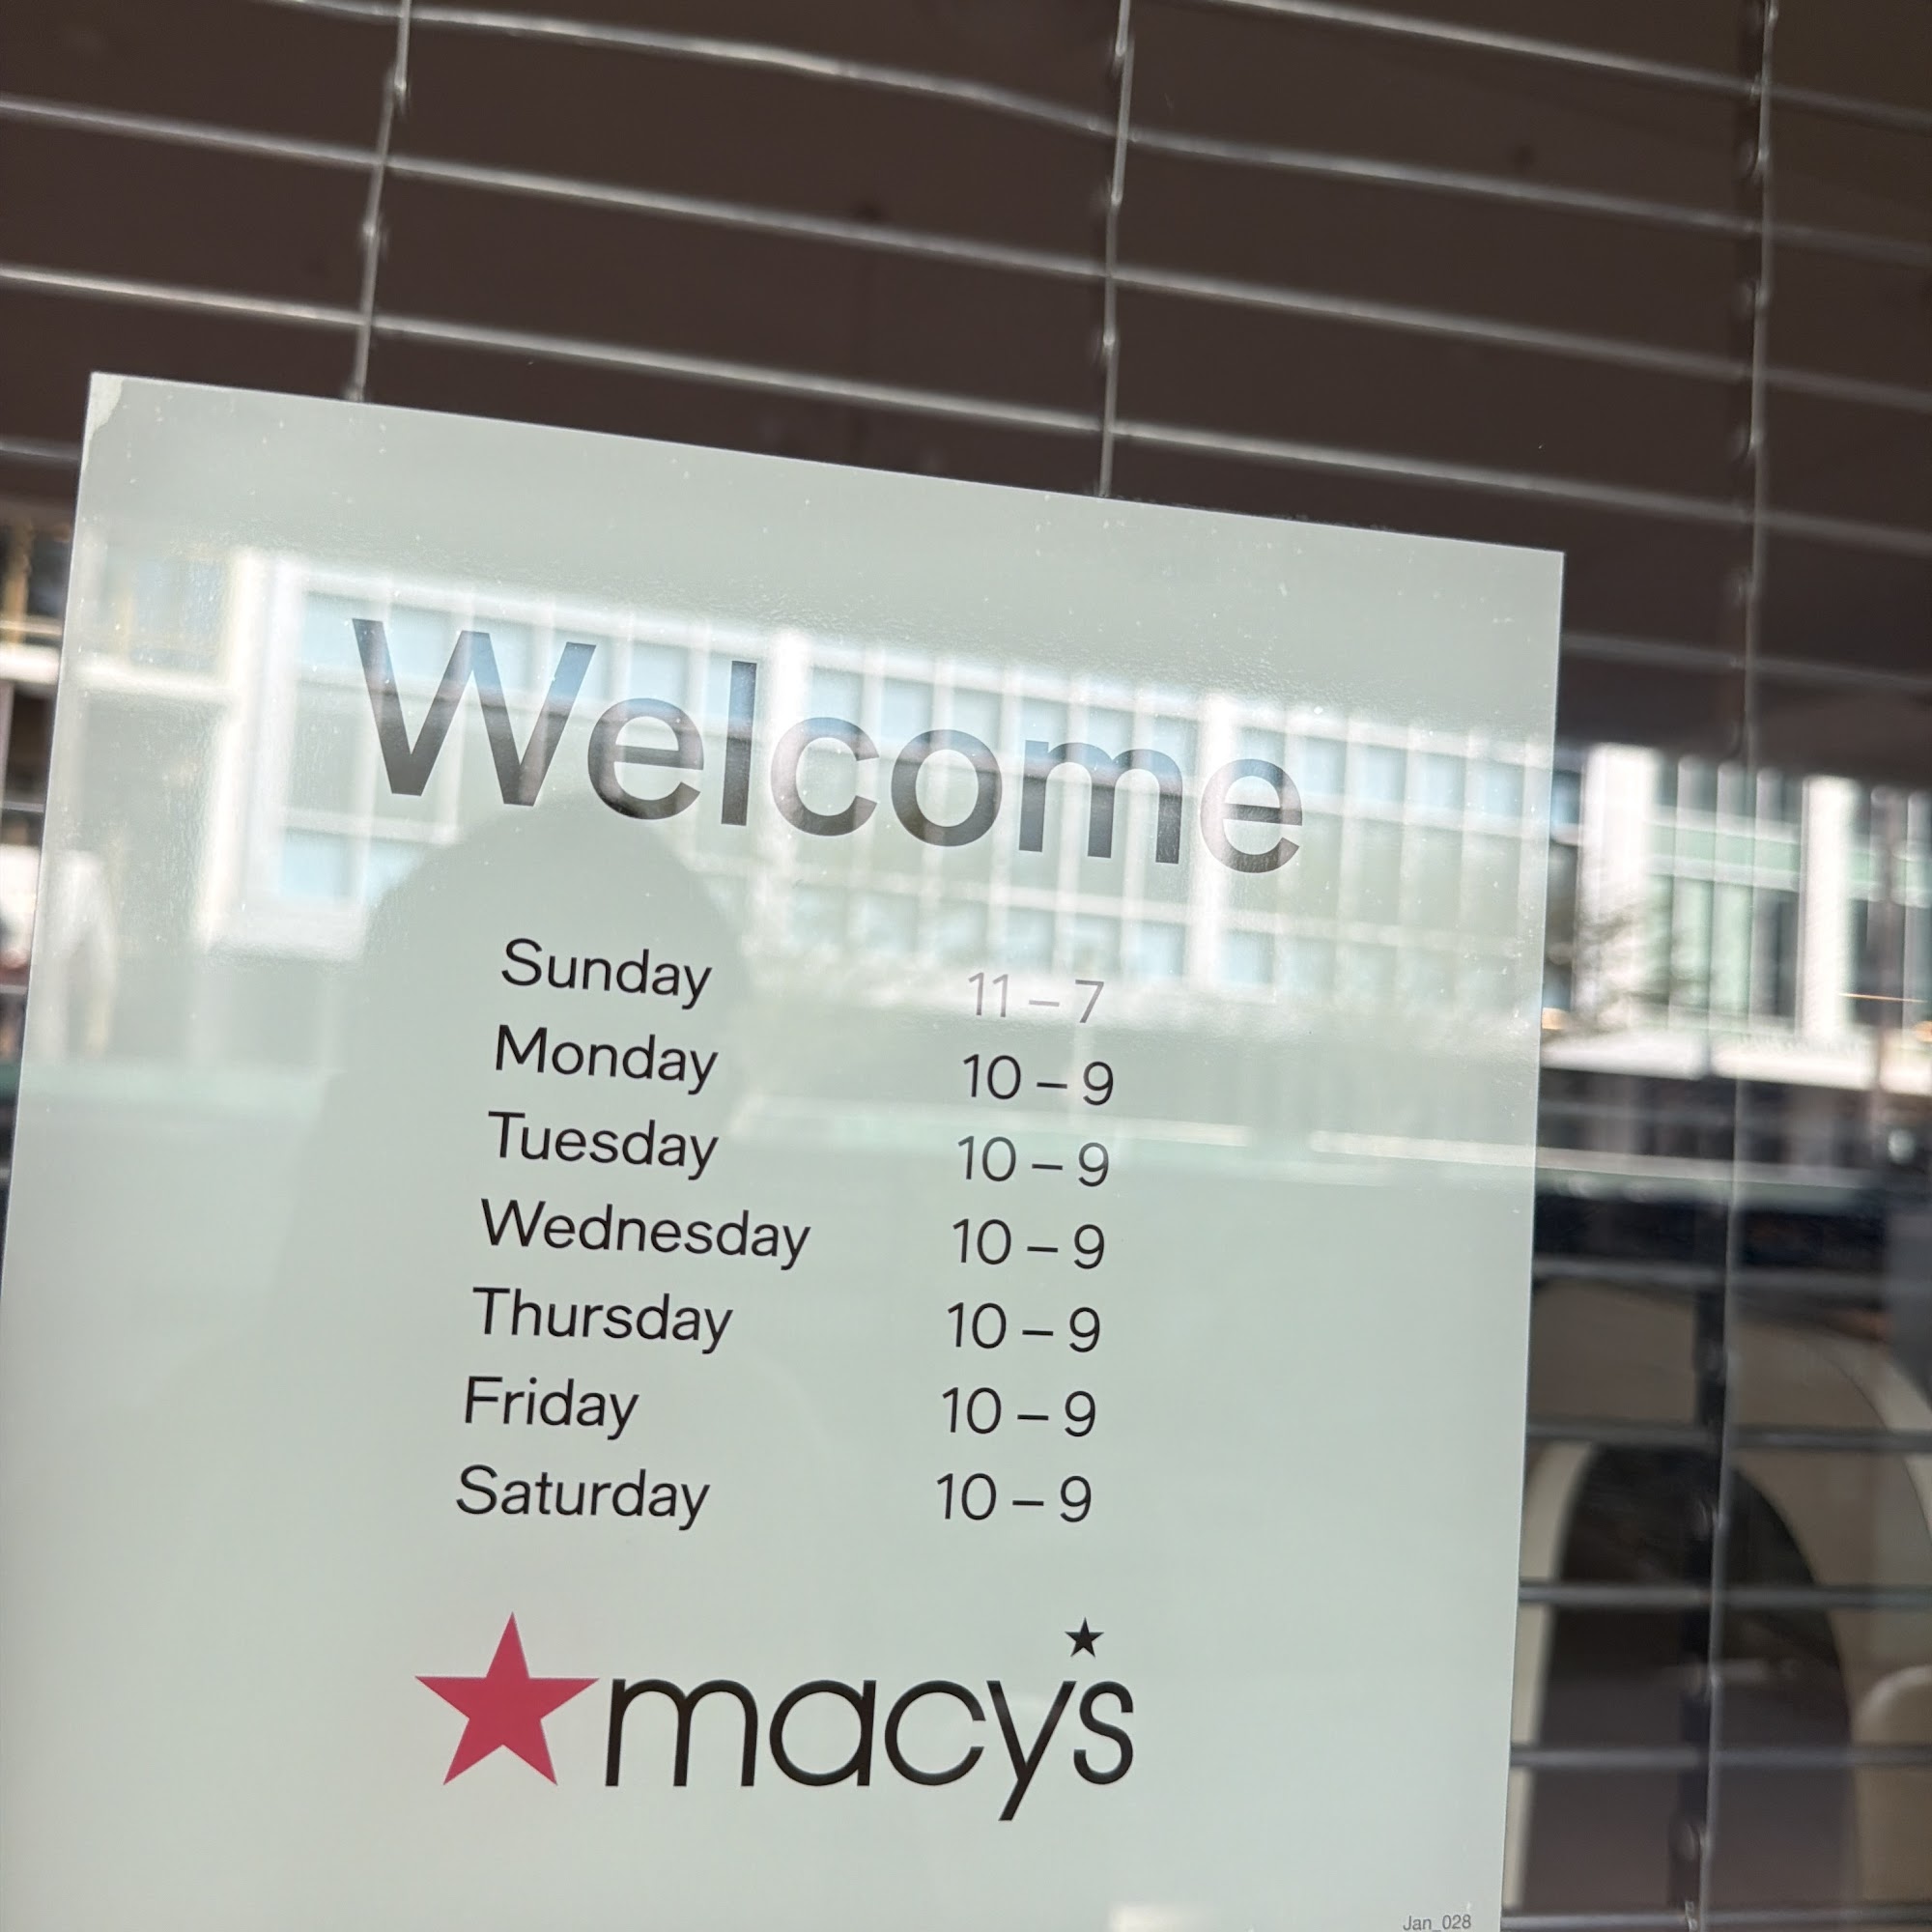 Welcome
Sunday 11 – 7
Monday 10 – 9
Tuesday 10 – 9
Wednesday 10 – 9
Thursday 10 – 9
Friday 10 – 9
Saturday 10 – 9
macy's
Jan_028